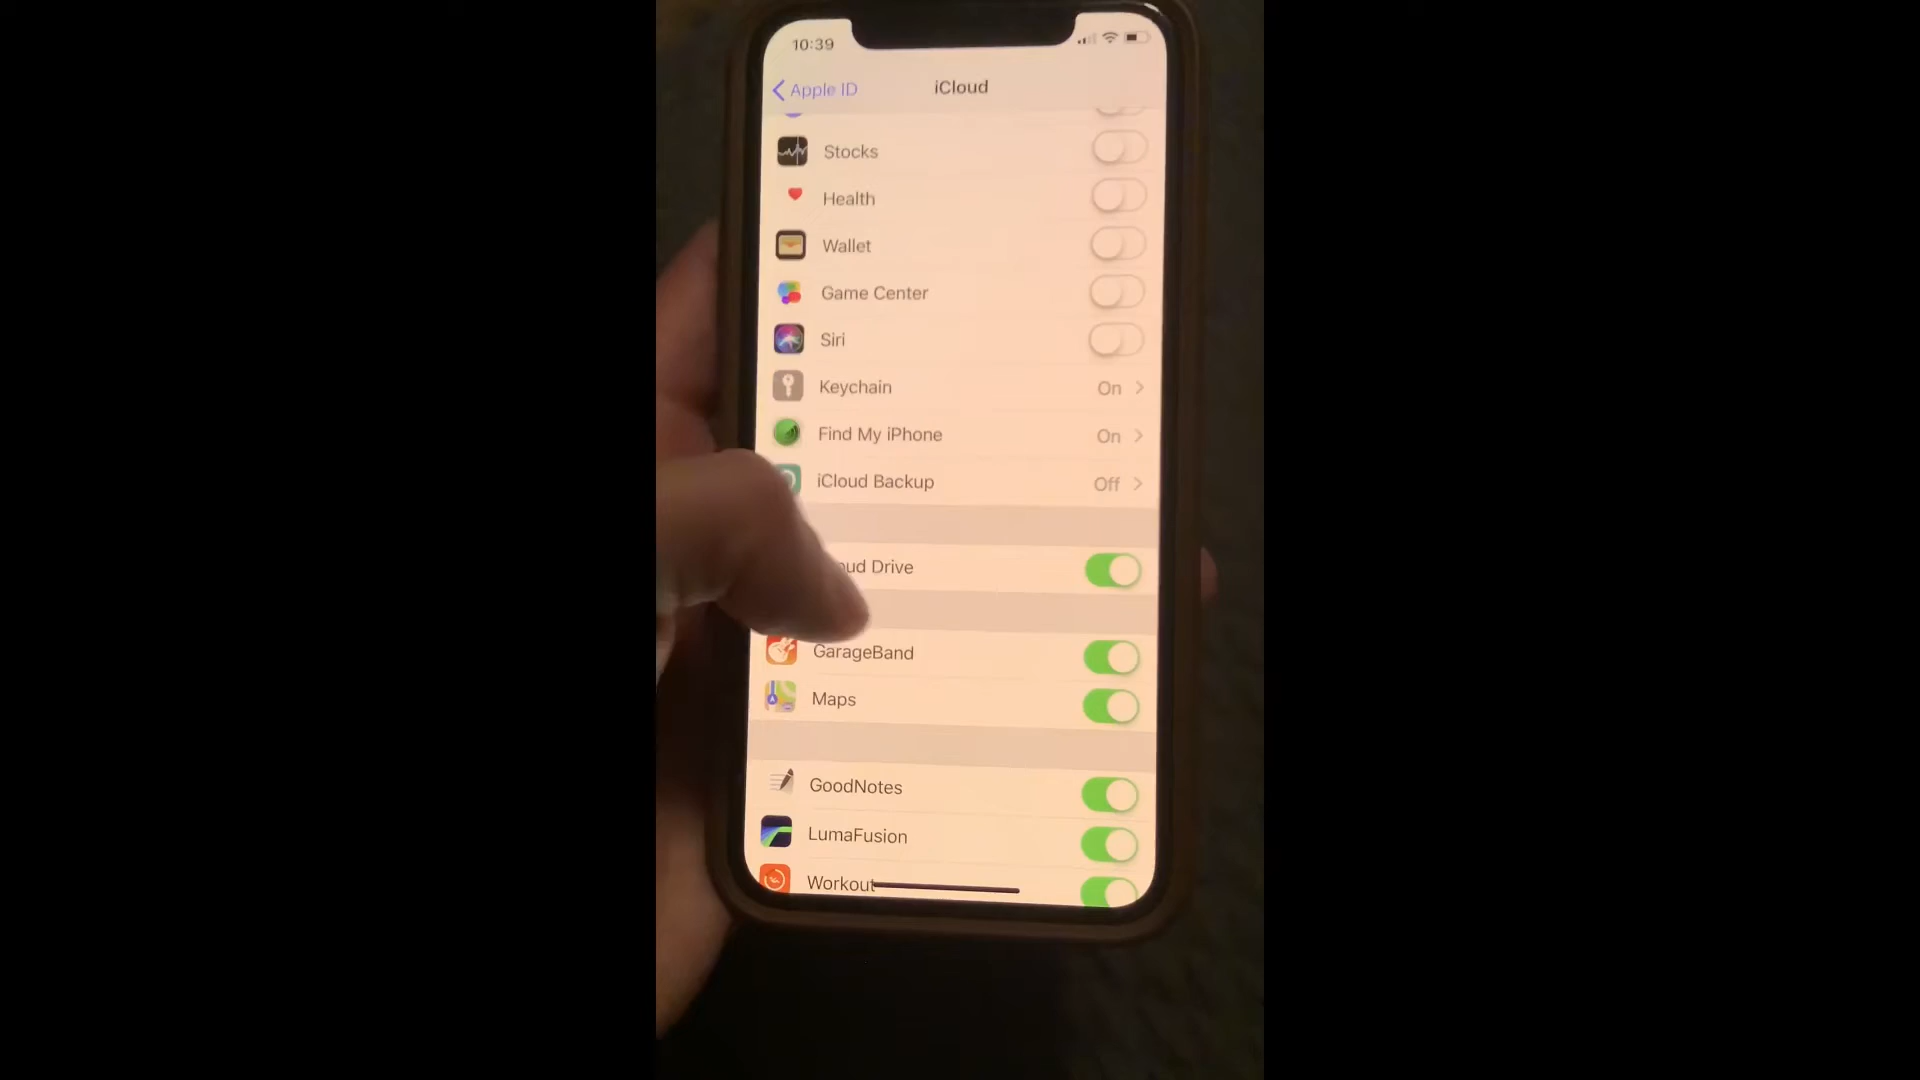 10:39
Apple ID
iCloud
Stocks
Health
Wallet
Game Center
Siri
Keychain
On
Find My iPhone
On
iCloud Backup
Off
oud Drive
GarageBand
Maps
GoodNotes
LumaFusion
Workout